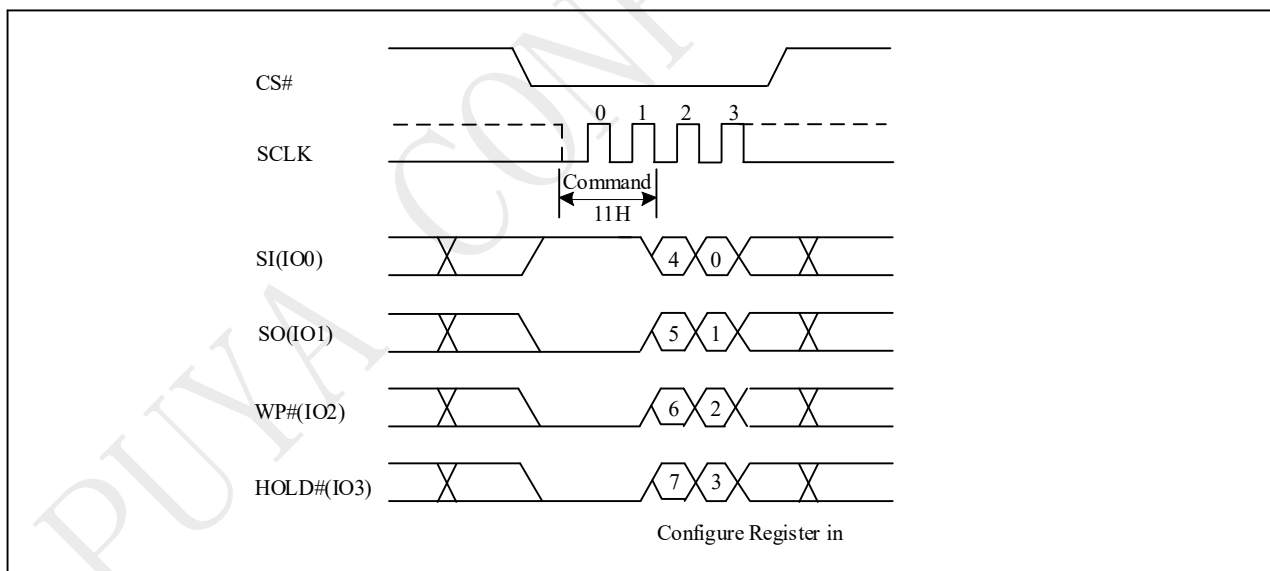 CS#
0 1 2 3
SCLK
Command
11H
SI(IO0) 4 0
SO(IO1) 5 1
WP#(IO2) 6 2
HOLD#(IO3) 7 3
Configure Register in
PUYA CONF